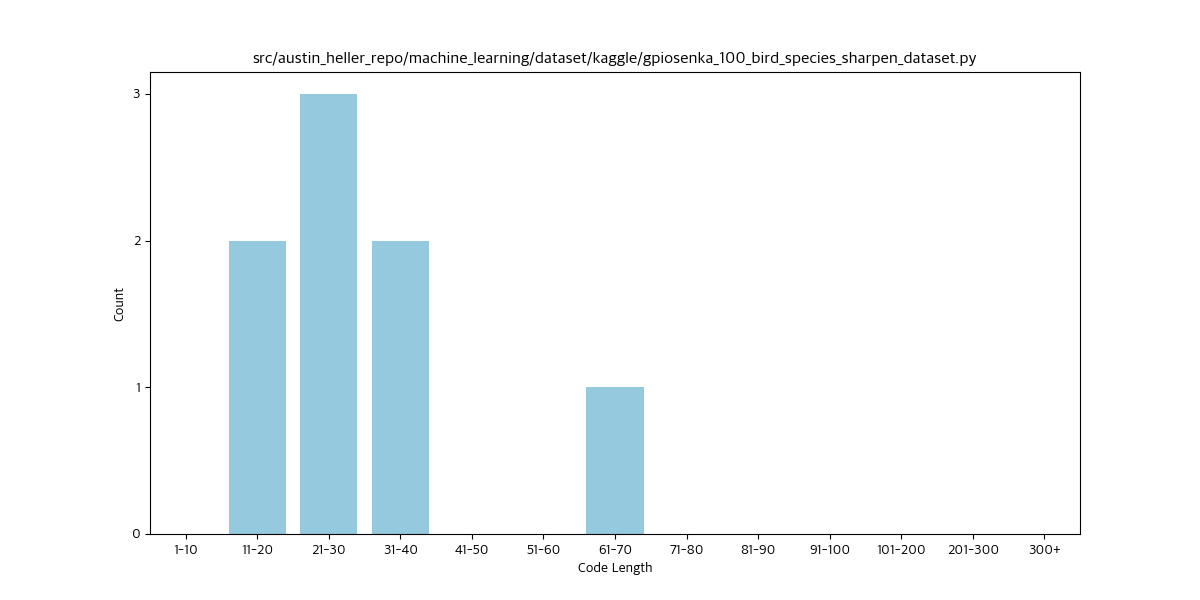 src/austin_heller_repo/machine_learning/dataset/kaggle/gpiosenka_100_bird_species_sharpen_dataset.py
3
2
1
0
Count
1-10 11-20 21-30 31-40 41-50 51-60 61-70 71-80 81-90 91-100 101-200 201-300 300+
Code Length